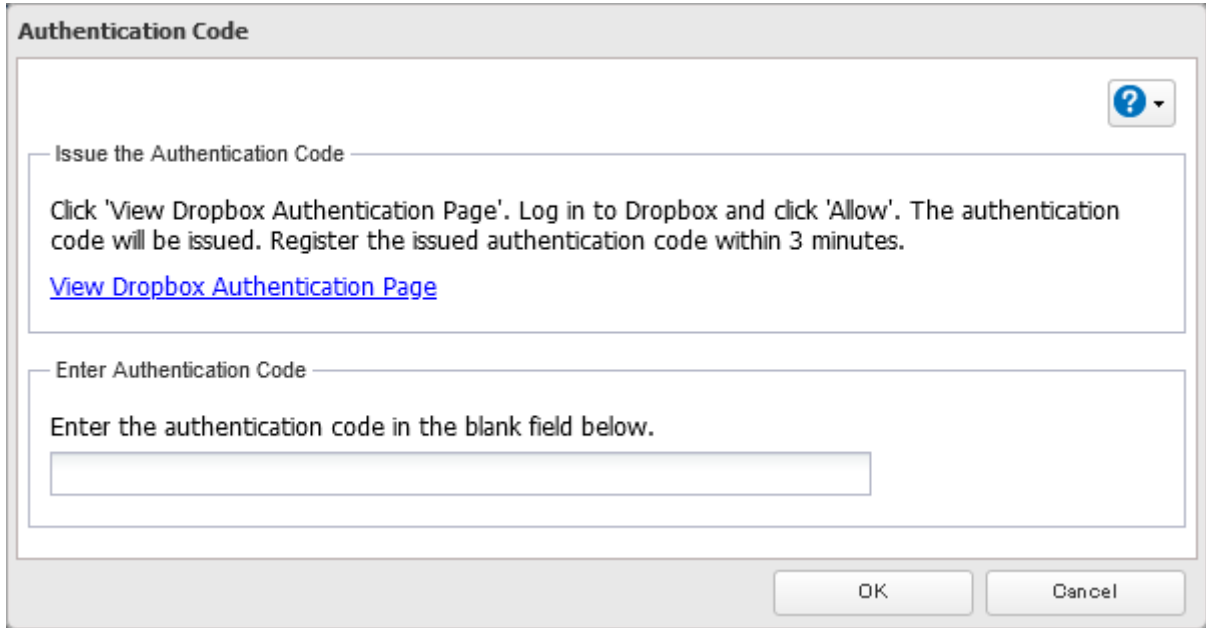 Authentication Code
?
Issue the Authentication Code
Click 'View Dropbox Authentication Page'. Log in to Dropbox and click 'Allow'. The authentication
code will be issued. Register the issued authentication code within 3 minutes.
View Dropbox Authentication Page
Enter Authentication Code
Enter the authentication code in the blank field below.
OK
Cancel